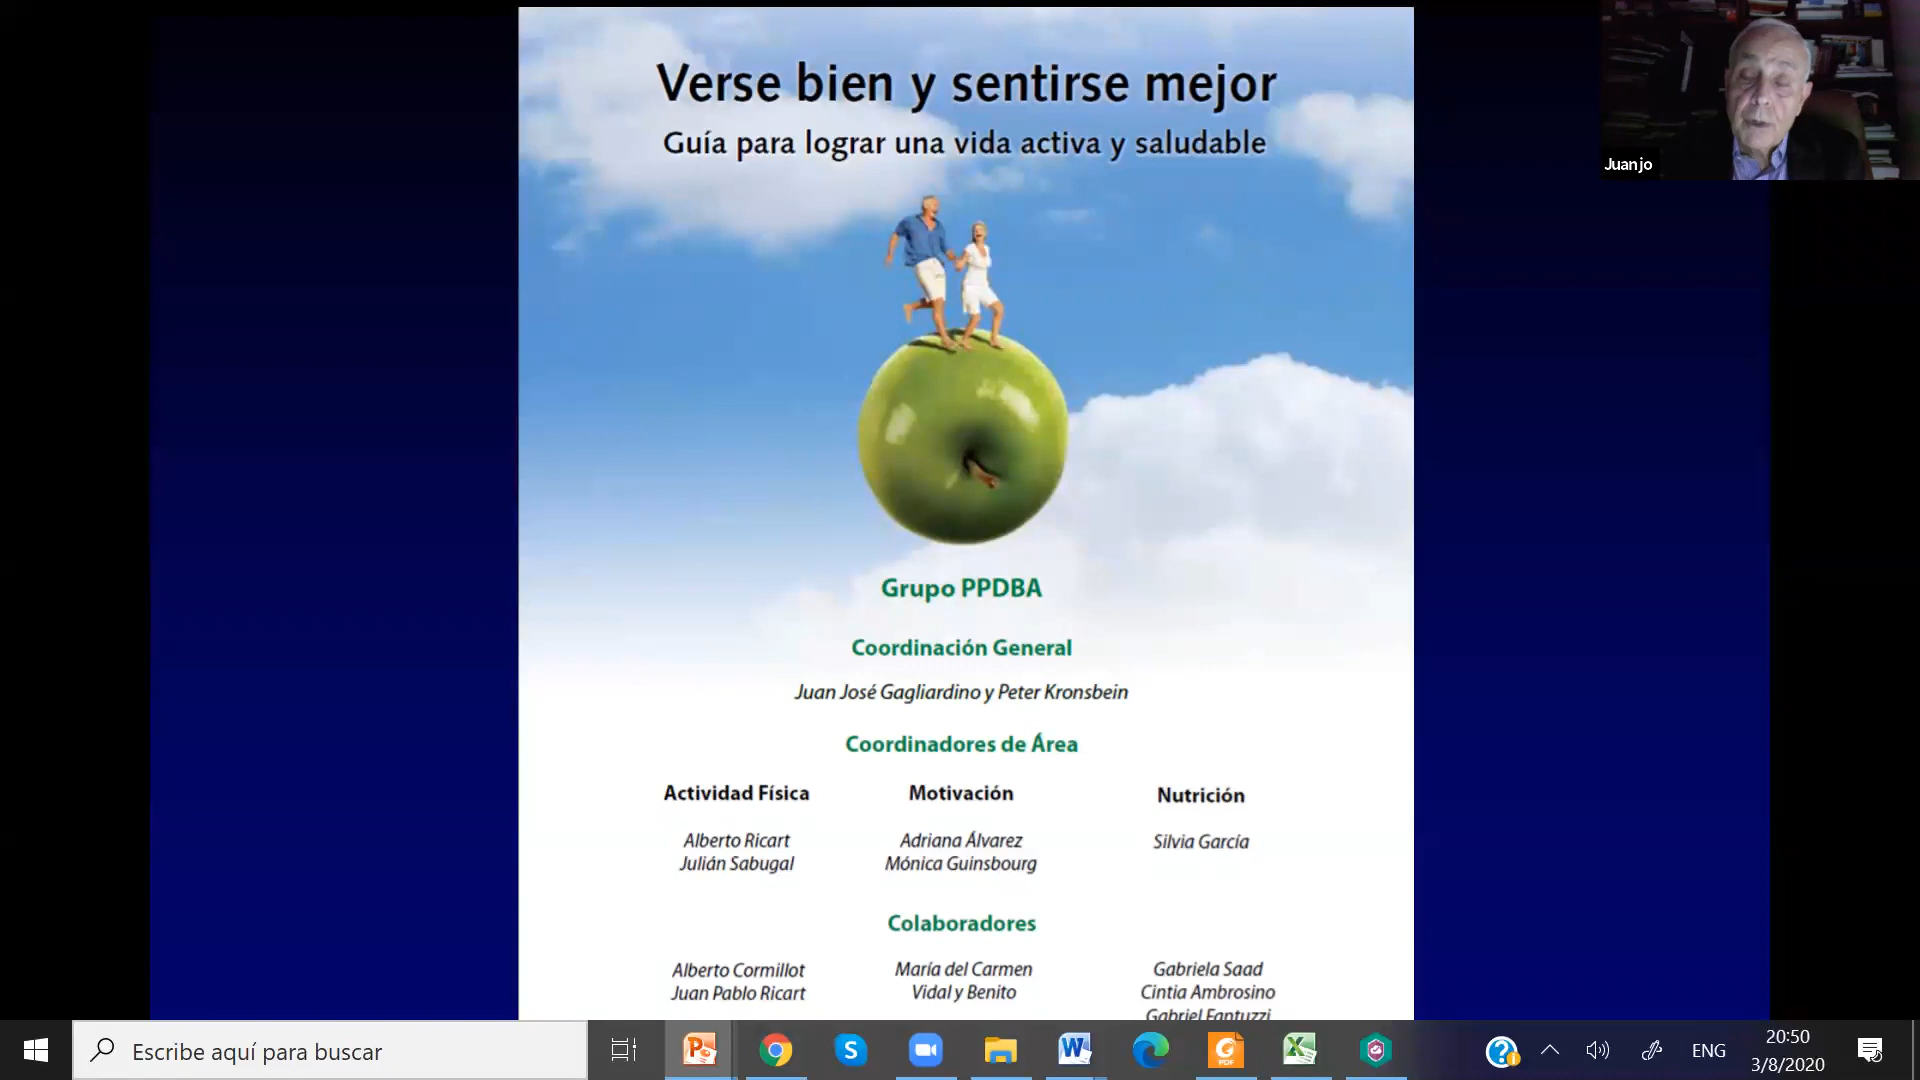 Verse bien y sentirse mejor
Guía para lograr una vida activa y saludable
Juanjo
Grupo PPDBA
Coordinación General
Juan José Gagliardino y Peter Kronsbein
Coordinadores de Área
Actividad Física
Alberto Ricart
Julián Sabugal
Motivación
Adriana Álvarez
Mónica Guinsbourg
Nutrición
Silvia García
Colaboradores
Alberto Cormillot
Juan Pablo Ricart
María del Carmen
Vidal y Benito
Gabriela Saad
Cintia Ambrosino
Gabriel Fantuzzi
Escribe aquí para buscar
ENG
20:50
3/8/2020